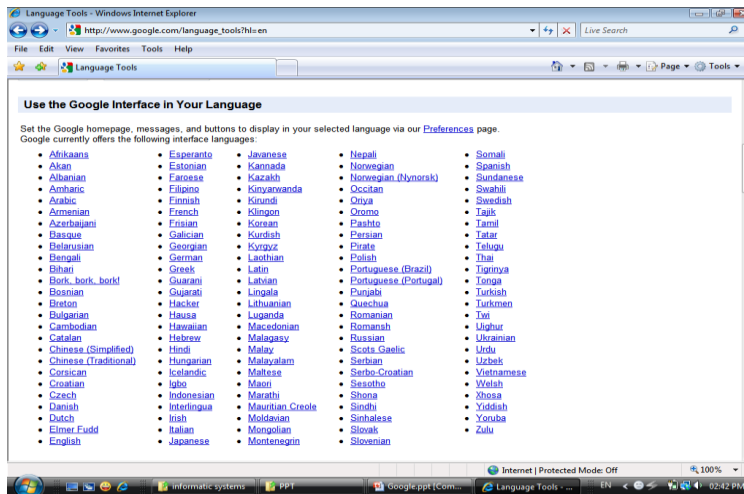 Language Tools - Windows Internet Explorer
http://www.google.com/language_tools?hl=en
Live Search
File Edit View Favorites Tools Help
Language Tools
Page Tools
Use the Google Interface in Your Language
Set the Google homepage, messages, and buttons to display in your selected language via our Preferences page.
Google currently offers the following interface languages:
Afrikaans
Akan
Albanian
Amharic
Arabic
Armenian
Azerbaijani
Basque
Belarusian
Bengali
Bihari
Bork, bork, bork!
Bosnian
Breton
Bulgarian
Cambodian
Catalan
Chinese (Simplified)
Chinese (Traditional)
Corsican
Croatian
Czech
Danish
Dutch
Elmer Fudd
English
Esperanto
Estonian
Faroese
Filipino
Finnish
French
Frisian
Galician
Georgian
German
Greek
Guarani
Gujarati
Hacker
Hausa
Hawaiian
Hebrew
Hindi
Hungarian
Icelandic
Igbo
Indonesian
Interlingua
Irish
Italian
Japanese
Javanese
Kannada
Kazakh
Kinyarwanda
Kirundi
Klingon
Korean
Kurdish
Kyrgyz
Laothian
Latin
Latvian
Lingala
Lithuanian
Luganda
Macedonian
Malagasy
Malay
Malayalam
Maltese
Maori
Marathi
Mauritian Creole
Moldavian
Mongolian
Montenegrin
Nepali
Norwegian
Norwegian (Nynorsk)
Occitan
Oriya
Oromo
Pashto
Persian
Pirate
Polish
Portuguese (Brazil)
Portuguese (Portugal)
Punjabi
Quechua
Romanian
Romansh
Russian
Scots Gaelic
Serbian
Serbo-Croatian
Sesotho
Shona
Sindhi
Sinhalese
Slovak
Slovenian
Somali
Spanish
Sundanese
Swahili
Swedish
Tajik
Tamil
Tatar
Telugu
Thai
Tigrinya
Tonga
Turkish
Turkmen
Twi
Uighur
Ukrainian
Urdu
Uzbek
Vietnamese
Welsh
Xhosa
Yiddish
Yoruba
Zulu
Internet | Protected Mode: Off 100%
informatic systems PPT Google.ppt [Com... Language Tools - ... EN 02:42 PM